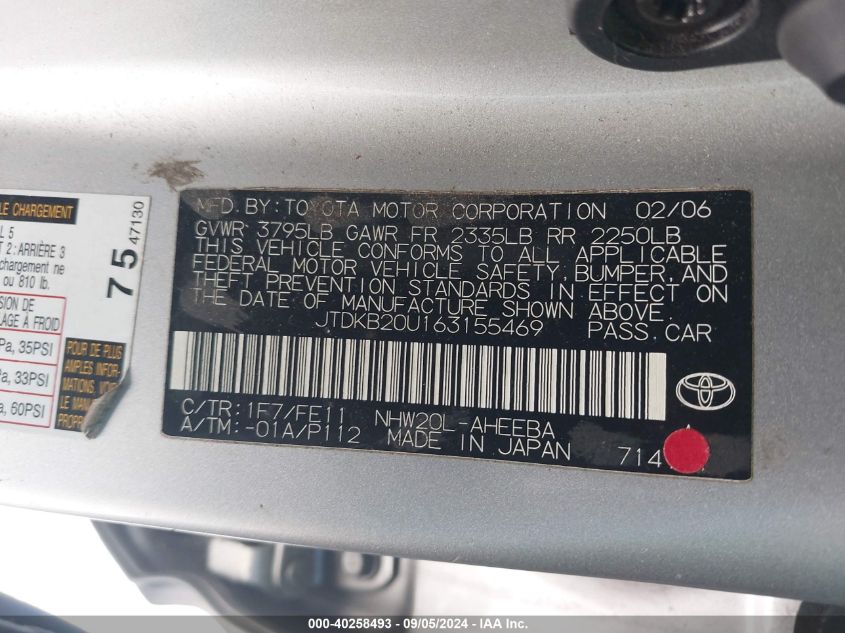 LE CHARGEMENT
L 5
T 2: ARRIÈRE 3
chargement ne
ou 810 lb.
SION DE
LAGE À FROID
Pa, 35PSI
a, 33PSI
a, 60PSI
POUR DE PLUS
AMPLES INFOR-
MATIONS, VOIR
75
47130
MFD. BY: TOYOTA MOTOR CORPORATION 02/06
GVWR: 3795LB GAWR FR 2335LB RR 2250LB
THIS VEHICLE CONFORMS TO ALL APPLICABLE
FEDERAL MOTOR VEHICLE SAFETY, BUMPER, AND
THEFT PREVENTION STANDARDS IN EFFECT ON
THE DATE OF MANUFACTURE SHOWN ABOVE.
JTDKB20U163155469 PASS. CAR
C/TR: 1F7/FE11 NHW20L-AHEEBA
A/TM: -01A/P112 MADE IN JAPAN 714
000-40258493 - 09/05/2024 - IAA Inc.